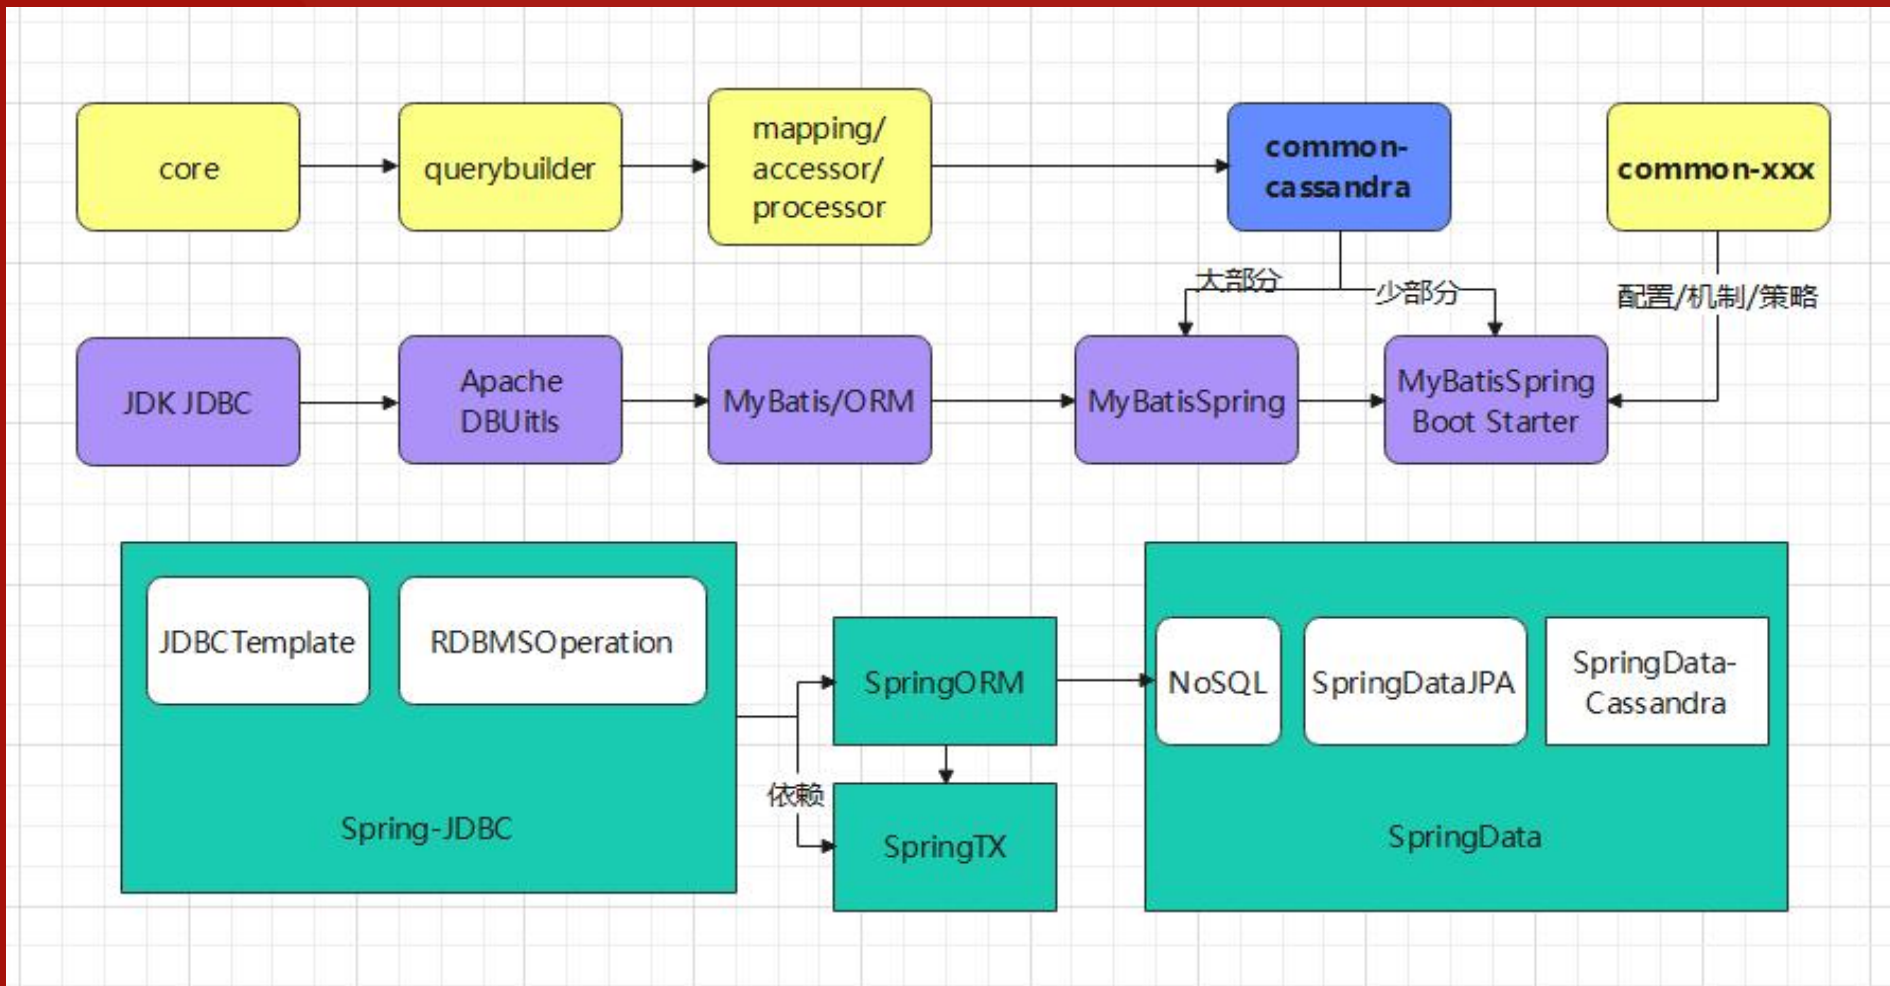 core
querybuilder
mapping/
accessor/
processor
common-
cassandra
common-xxx
大部分
少部分
配置/机制/策略
JDK JDBC
Apache
DBUitls
MyBatis/ORM
MyBatisSpring
MyBatisSpring
Boot Starter
JDBCTemplate
RDBMSOperation
Spring-JDBC
依赖
SpringORM
SpringTX
NoSQL
SpringDataJPA
SpringData-
Cassandra
SpringData